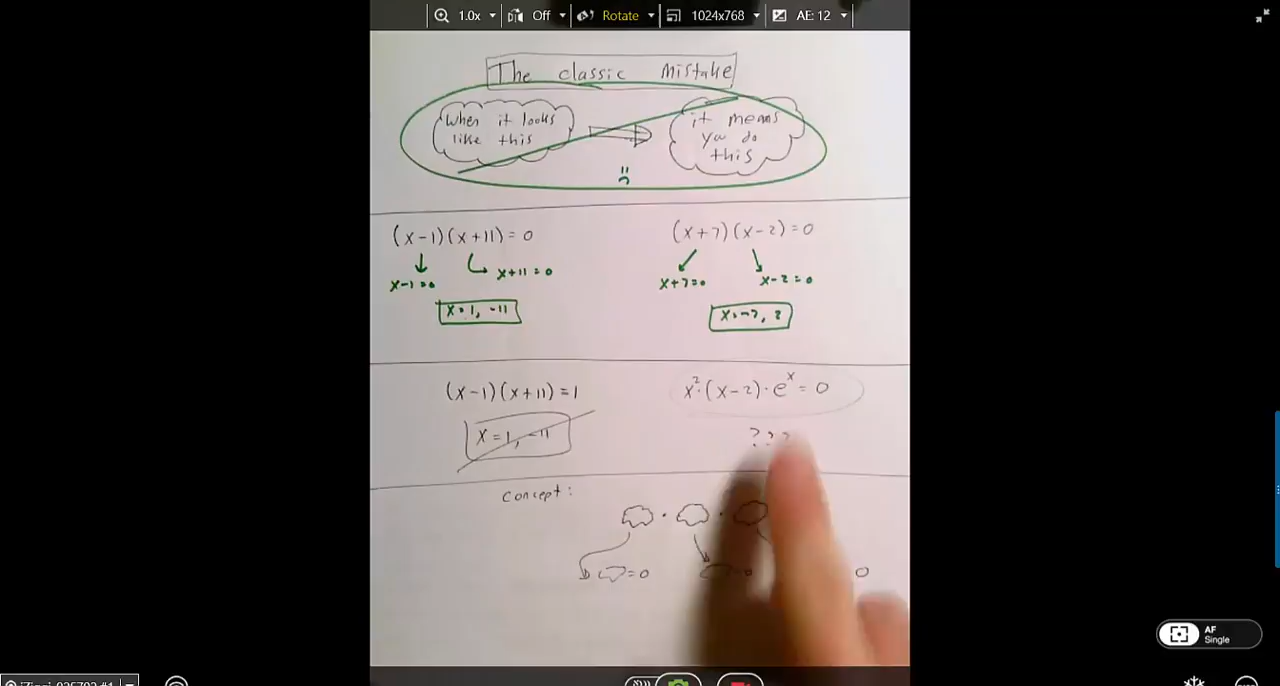 1.0x Off Rotate 1024x768 AE: 12
The classic Mistake
When it looks like this
it means you do this
(x-1)(x+11)=0
(x+7)(x-2)=0
x-1=0
x+11=0
x+7=0
x-2=0
x=1, -11
x=-7, 2
(x-1)(x+11)=1
x²·(x-2)·eˣ=0
x=1, -11
???
Concept:
=0
=0
0
AF
Single